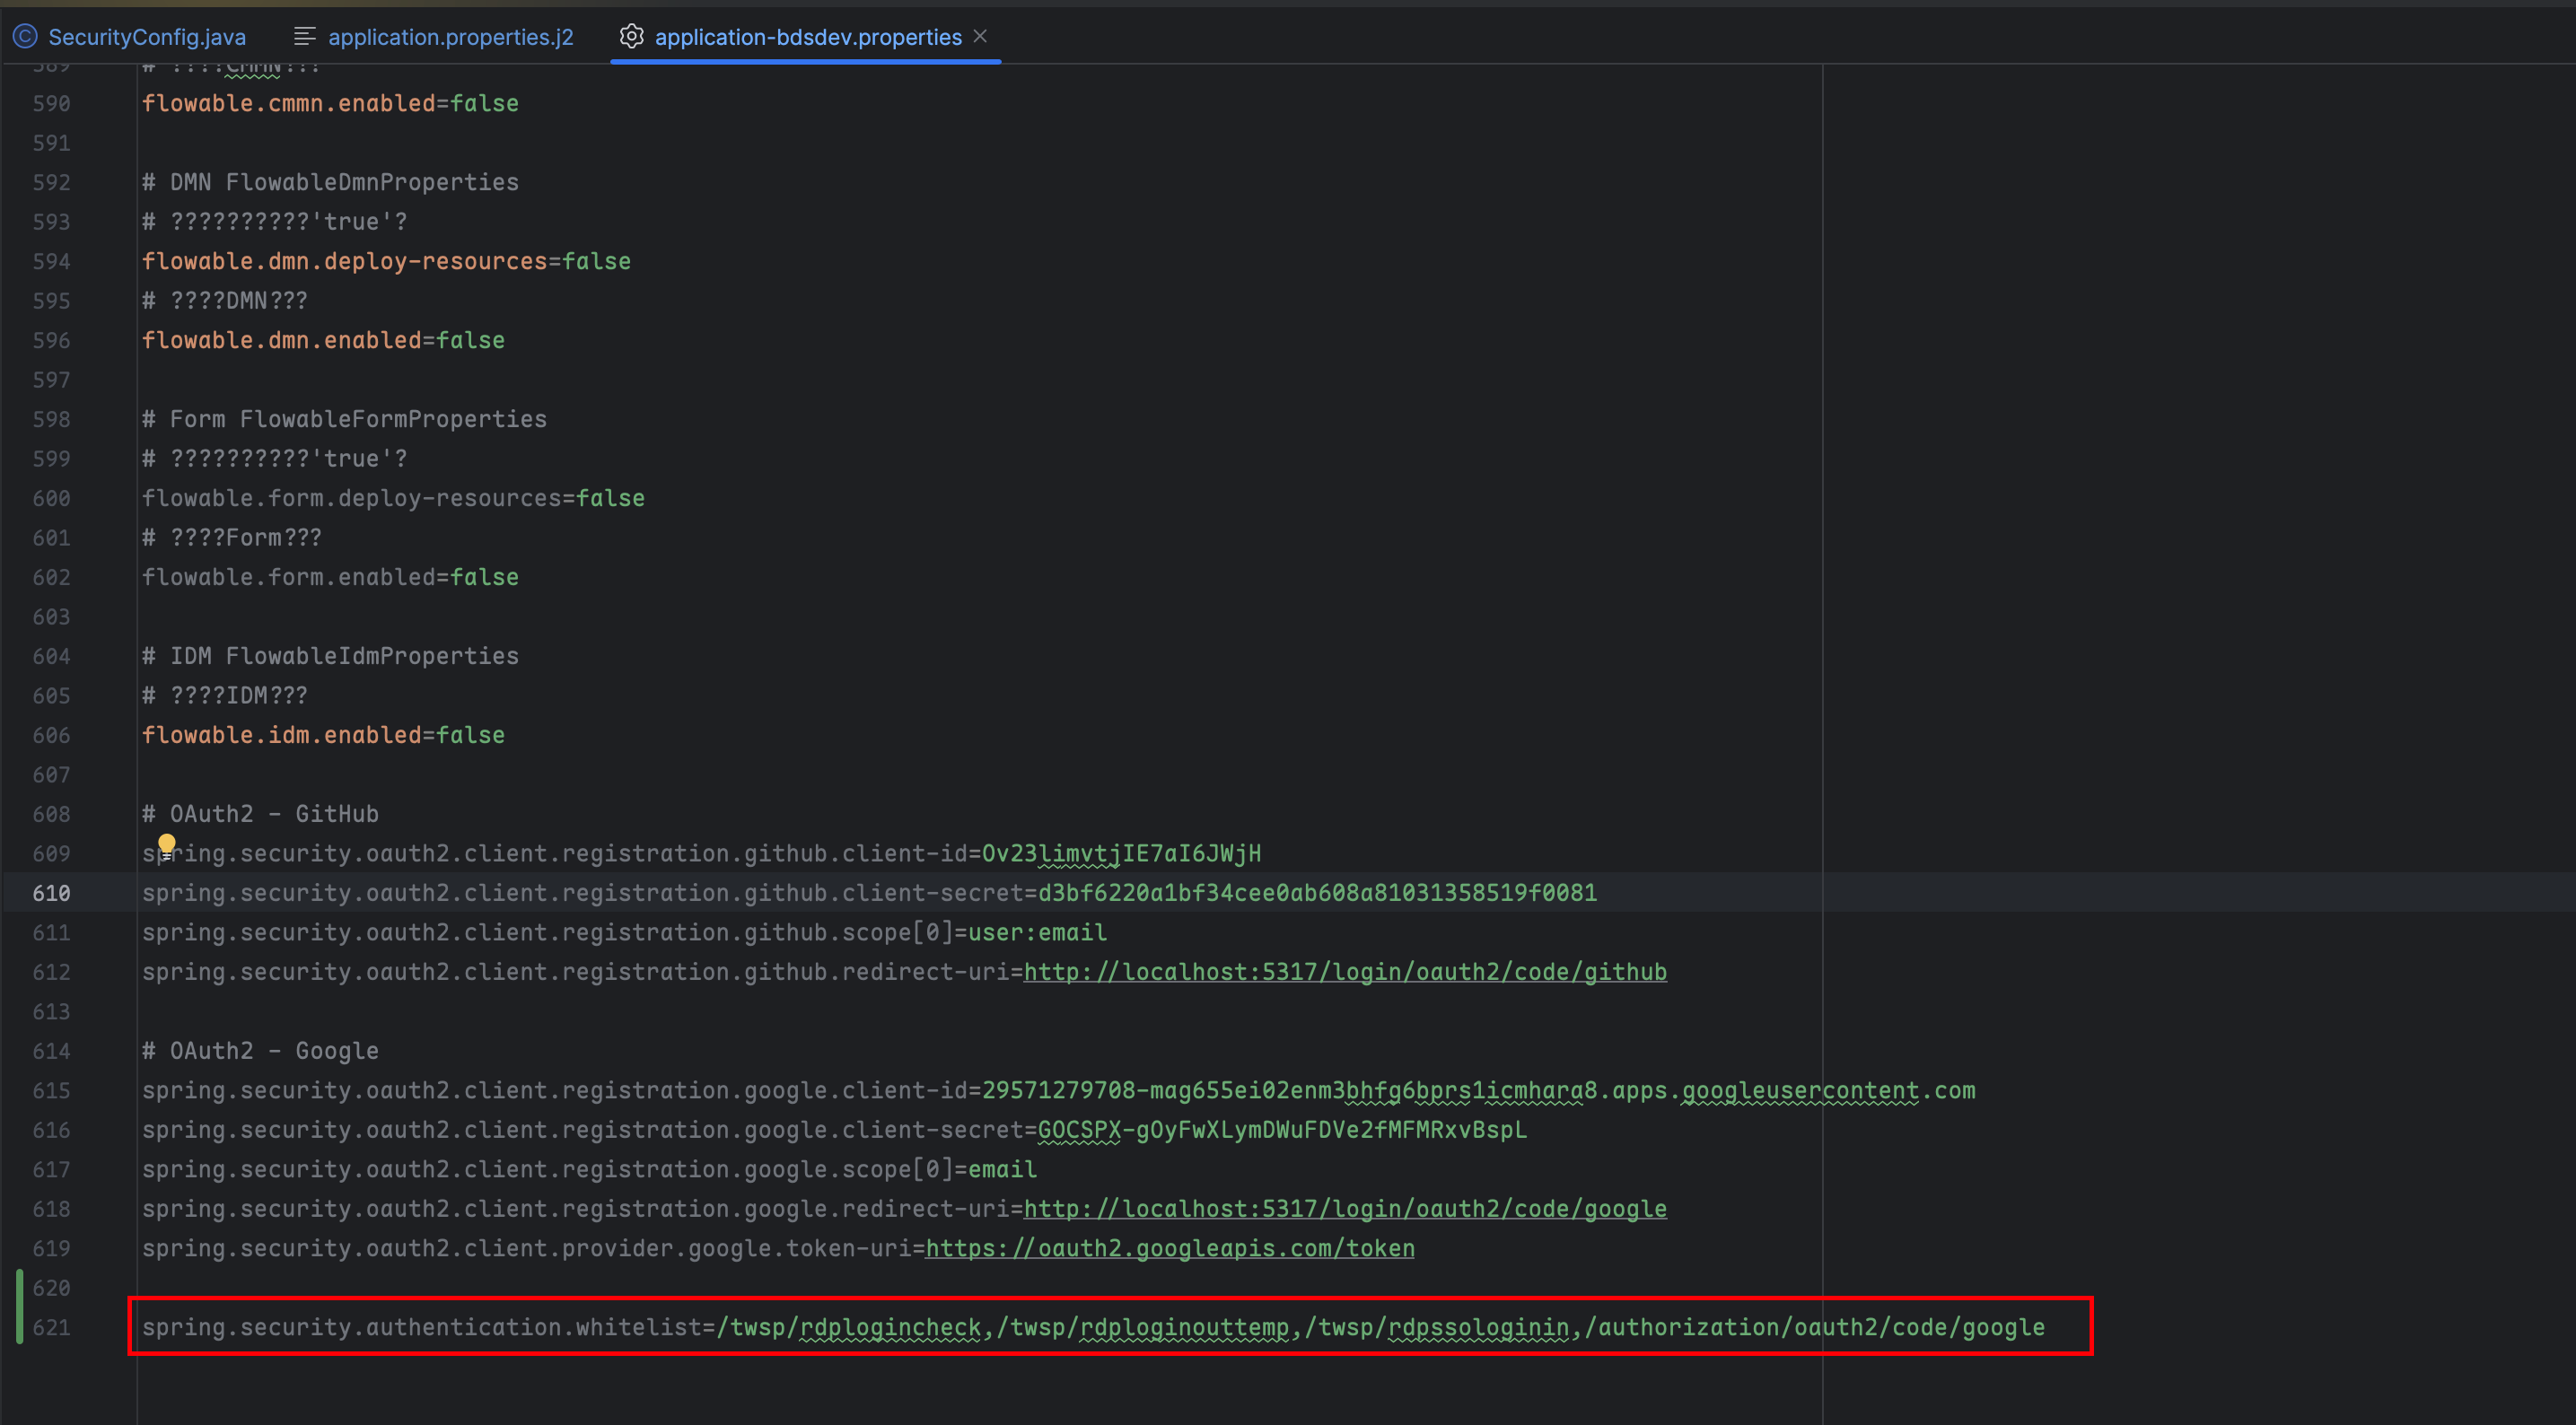 SecurityConfig.java application.properties.j2 application-bdsdev.properties
589 # ????CMMN???
590 flowable.cmmn.enabled=false
591
592 # DMN FlowableDmnProperties
593 # ??????????'true'?
594 flowable.dmn.deploy-resources=false
595 # ????DMN???
596 flowable.dmn.enabled=false
597
598 # Form FlowableFormProperties
599 # ??????????'true'?
600 flowable.form.deploy-resources=false
601 # ????Form???
602 flowable.form.enabled=false
603
604 # IDM FlowableIdmProperties
605 # ????IDM???
606 flowable.idm.enabled=false
607
608 # OAuth2 - GitHub
609 spring.security.oauth2.client.registration.github.client-id=Ov23limvtjIE7aI6JWjH
610 spring.security.oauth2.client.registration.github.client-secret=d3bf6220a1bf34cee0ab608a81031358519f0081
611 spring.security.oauth2.client.registration.github.scope[0]=user:email
612 spring.security.oauth2.client.registration.github.redirect-uri=http://localhost:5317/login/oauth2/code/github
613
614 # OAuth2 - Google
615 spring.security.oauth2.client.registration.google.client-id=29571279708-mag655ei02enm3bhfg6bprs1icmhara8.apps.googleusercontent.com
616 spring.security.oauth2.client.registration.google.client-secret=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
617 spring.security.oauth2.client.registration.google.scope[0]=email
618 spring.security.oauth2.client.registration.google.redirect-uri=http://localhost:5317/login/oauth2/code/google
619 spring.security.oauth2.client.provider.google.token-uri=https://oauth2.googleapis.com/token
620
621 spring.security.authentication.whitelist=/twsp/rdplogincheck,/twsp/rdploginouttemp,/twsp/rdpssologinin,/authorization/oauth2/code/google